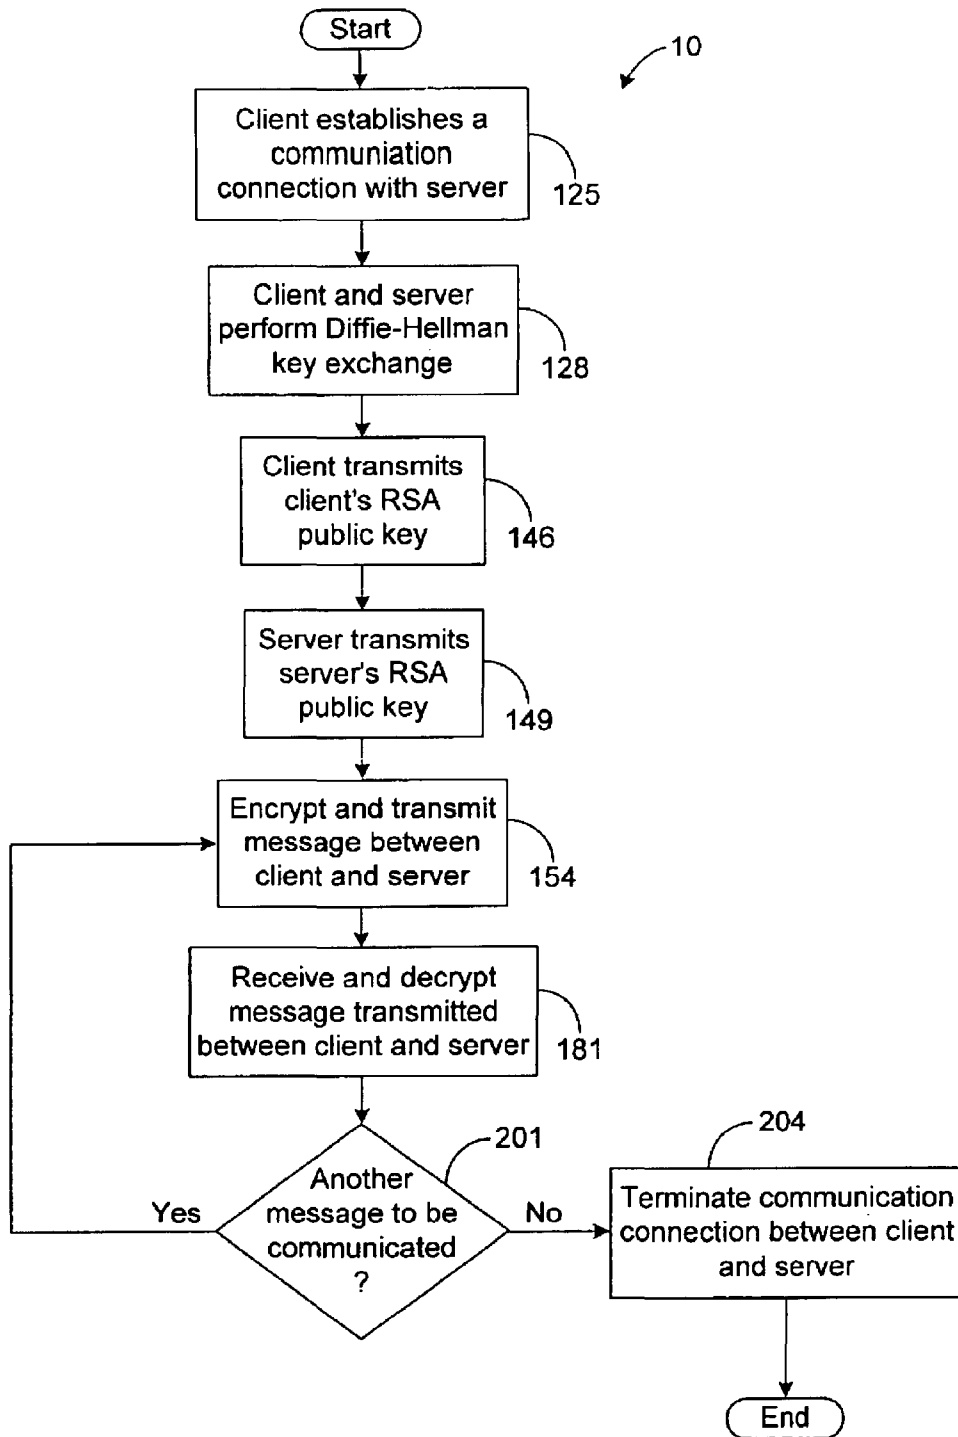 Start
10
Client establishes a
communiation
connection with server
125
Client and server
perform Diffie-Hellman
key exchange
128
Client transmits
client's RSA
public key
146
Server transmits
server's RSA
public key
149
Encrypt and transmit
message between
client and server
154
Receive and decrypt
message transmitted
between client and server
181
201
Another
message to be
communicated
?
Yes
No
204
Terminate communication
connection between client
and server
End